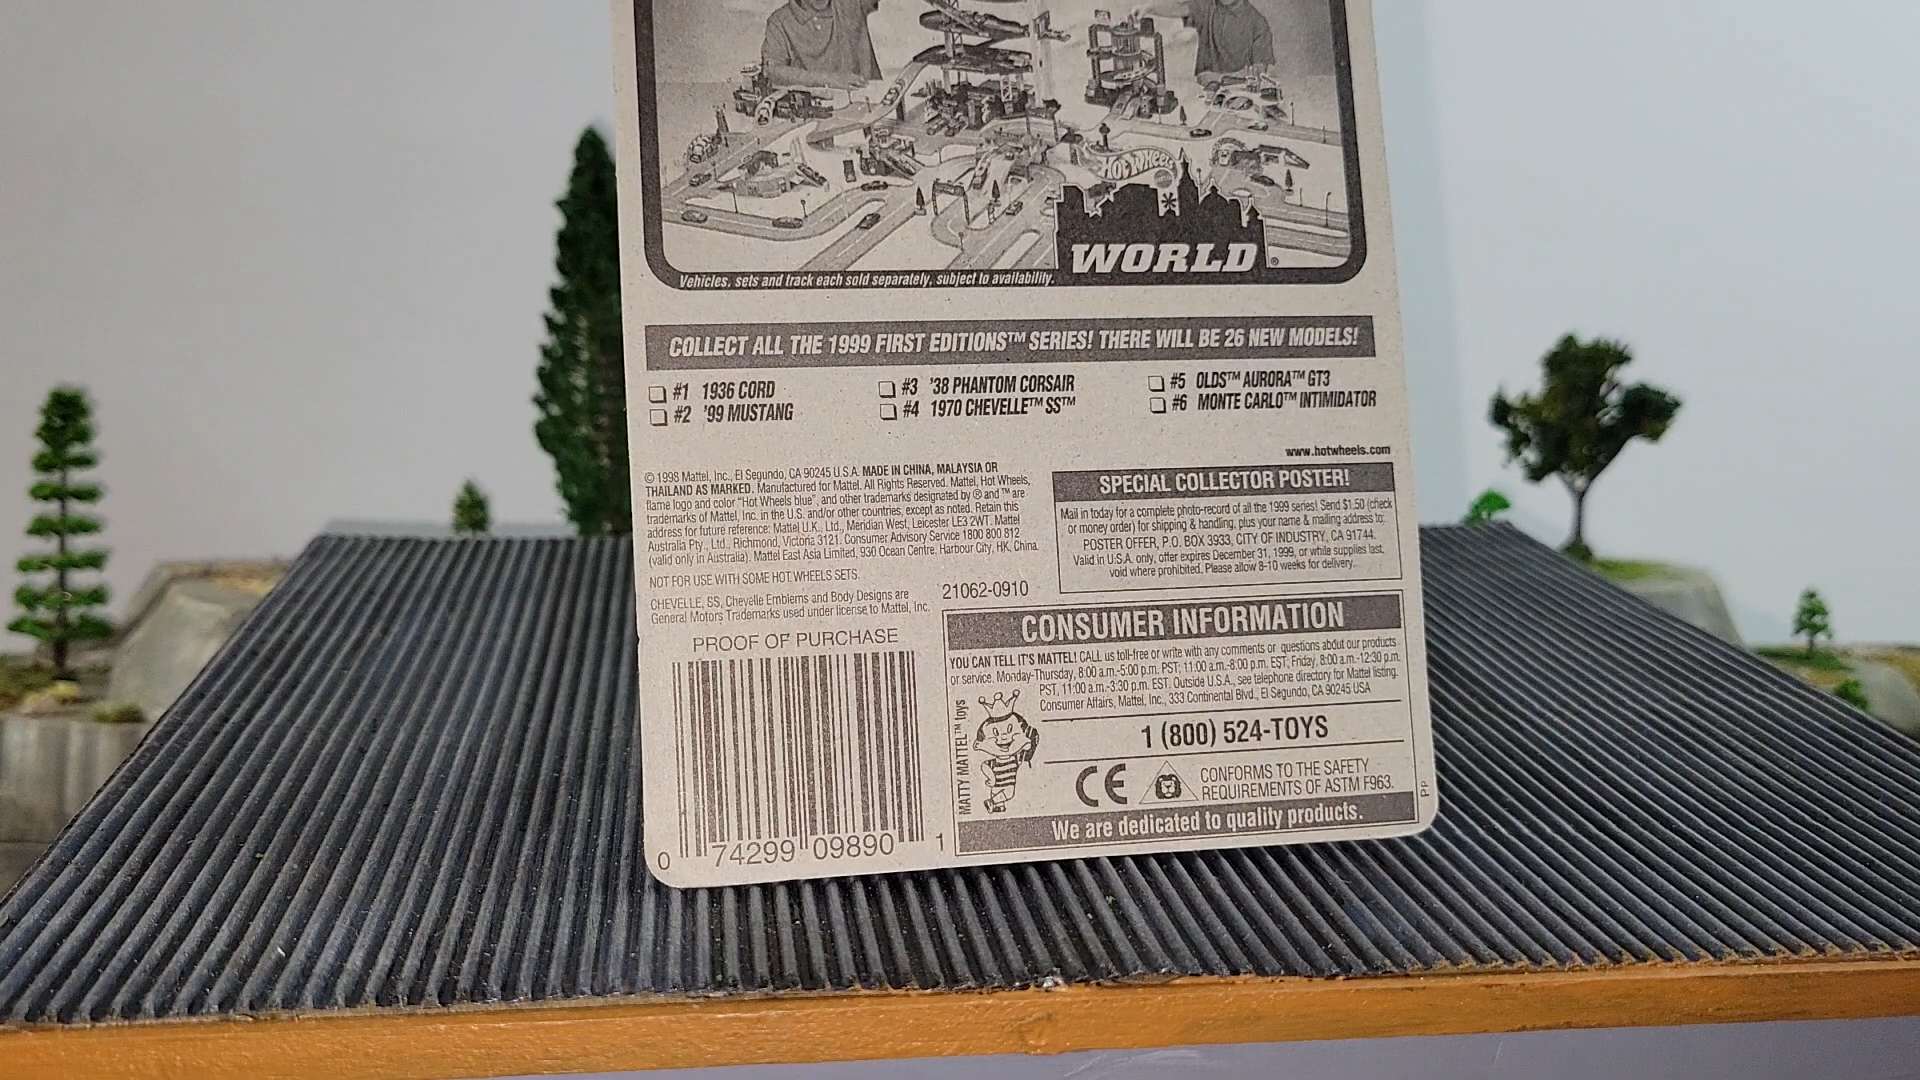 HOT WHEELS
WORLD ®
Vehicles, sets and track each sold separately, subject to availability.
COLLECT ALL THE 1999 FIRST EDITIONS™ SERIES! THERE WILL BE 26 NEW MODELS!
#1 1936 CORD
#2 '99 MUSTANG
#3 '38 PHANTOM CORSAIR
#4 1970 CHEVELLE™ SS™
#5 OLDS™ AURORA™ GT3
#6 MONTE CARLO™ INTIMIDATOR
© 1998 Mattel, Inc., El Segundo, CA 90245 U.S.A. MADE IN CHINA, MALAYSIA OR
THAILAND AS MARKED. Manufactured for Mattel. All Rights Reserved. Mattel, Hot Wheels,
flame logo and color "Hot Wheels blue", and other trademarks designated by ® and ™ are
trademarks of Mattel, Inc. in the U.S. and/or other countries, except as noted. Retain this
address for future reference: Mattel U.K. Ltd., Meridian West, Leicester LE3 2WT. Mattel
Australia Pty., Ltd., Richmond, Victoria 3121. Consumer Advisory Service 1800 800 812
(valid only in Australia). Mattel East Asia Limited, 930 Ocean Centre, Harbour City, HK, China.
NOT FOR USE WITH SOME HOT WHEELS SETS.
CHEVELLE, SS, Chevelle Emblems and Body Designs are
General Motors Trademarks used under license to Mattel, Inc.
21062-0910
www.hotwheels.com
SPECIAL COLLECTOR POSTER!
Mail in today for a complete photo-record of all the 1999 series! Send $1.50 (check
or money order) for shipping & handling, plus your name & mailing address to:
POSTER OFFER, P.O. BOX 3933, CITY OF INDUSTRY, CA 91744.
Valid in U.S.A. only, offer expires December 31, 1999, or while supplies last,
void where prohibited. Please allow 8-10 weeks for delivery.
PROOF OF PURCHASE
0 74299 09890 1
CONSUMER INFORMATION
YOU CAN TELL IT'S MATTEL! CALL us toll-free or write with any comments or questions about our products
or service. Monday-Thursday, 8:00 a.m.-5:00 p.m. PST; 11:00 a.m.-8:00 p.m. EST; Friday, 8:00 a.m.-12:30 p.m.
PST, 11:00 a.m.-3:30 p.m. EST. Outside U.S.A., see telephone directory for Mattel listing.
Consumer Affairs, Mattel, Inc., 333 Continental Blvd., El Segundo, CA 90245 USA
MATTY MATTEL™ toys
1 (800) 524-TOYS
CE
CONFORMS TO THE SAFETY
REQUIREMENTS OF ASTM F963.
We are dedicated to quality products.
PP